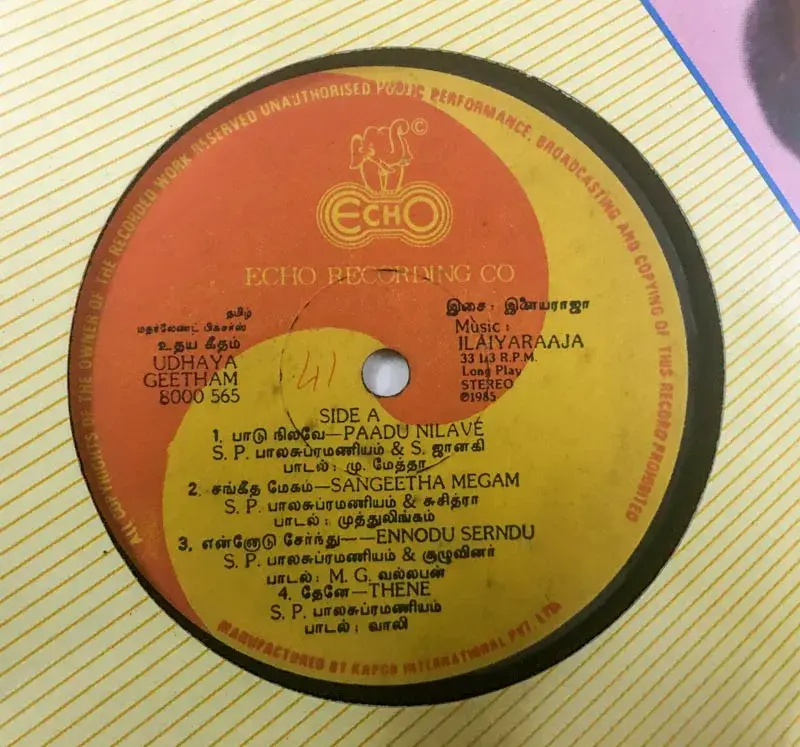 ALL COPYRIGHTS OF THE OWNER OF THE RECORDED WORK RESERVED UNAUTHORISED PUBLIC PERFORMANCE, BROADCASTING AND COPYING OF THIS RECORD PROHIBITED
©
ECHO
ECHO RECORDING CO
தமிழ்
மதர்லேண்ட் பிக்சர்ஸ்
உதய கீதம்
UDHAYA
GEETHAM
8000 565
இசை : இளையராஜா
Music :
ILAIYARAAJA
33 1/3 R.P.M.
Long Play
STEREO
℗1985
41
SIDE A
1. பாடு நிலவே—PAADU NILAVE
S. P. பாலசுப்ரமணியம் & S. ஜானகி
பாடல் : மு. மேத்தா
2. சங்கீத மேகம்—SANGEETHA MEGAM
S. P. பாலசுப்ரமணியம் & சுசித்ரா
பாடல் : முத்துலிங்கம்
3. என்னோடு சேர்ந்து——ENNODU SERNDU
S. P. பாலசுப்ரமணியம் & குழுவினர்
பாடல் : M. G. வல்லபன்
4. தேனே—THENE
S. P. பாலசுப்ரமணியம்
பாடல் : வாலி
MANUFACTURED BY KAPCO INTERNATIONAL PVT. LTD.